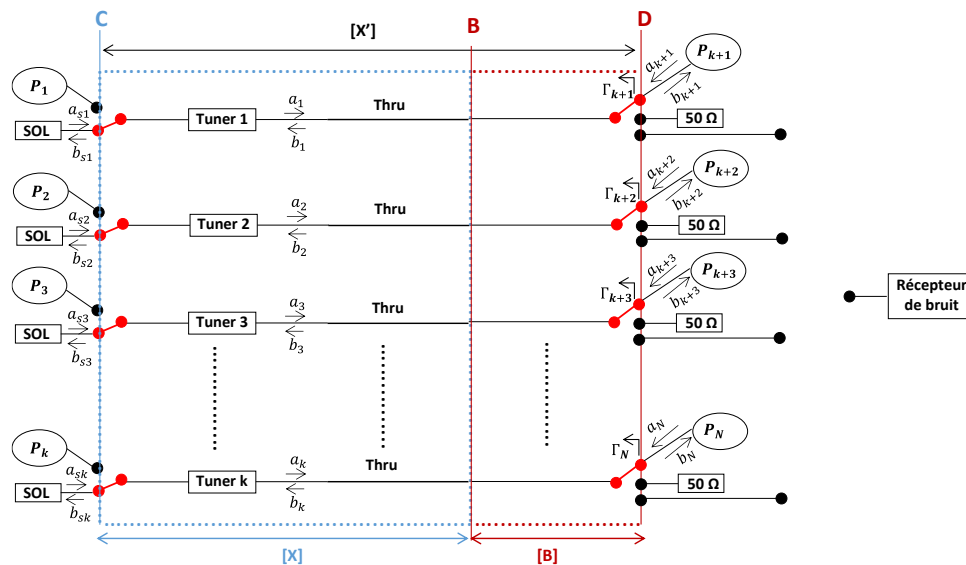 C
[X']
B
D
P₁
SOL
a_{s1}
b_{s1}
Tuner 1
a₁
b₁
Thru
Γ_{k+1}
a_{k+1}
b_{k+1}
P_{k+1}
50 Ω
P₂
SOL
a_{s2}
b_{s2}
Tuner 2
a₂
b₂
Thru
Γ_{k+2}
a_{k+2}
b_{k+2}
P_{k+2}
50 Ω
P₃
SOL
a_{s3}
b_{s3}
Tuner 3
a₃
b₃
Thru
Γ_{k+3}
a_{k+3}
b_{k+3}
P_{k+3}
50 Ω
Récepteur
de bruit
P_k
SOL
a_{sk}
b_{sk}
Tuner k
a_k
b_k
Thru
Γ_N
a_N
b_N
P_N
50 Ω
[X]
[B]